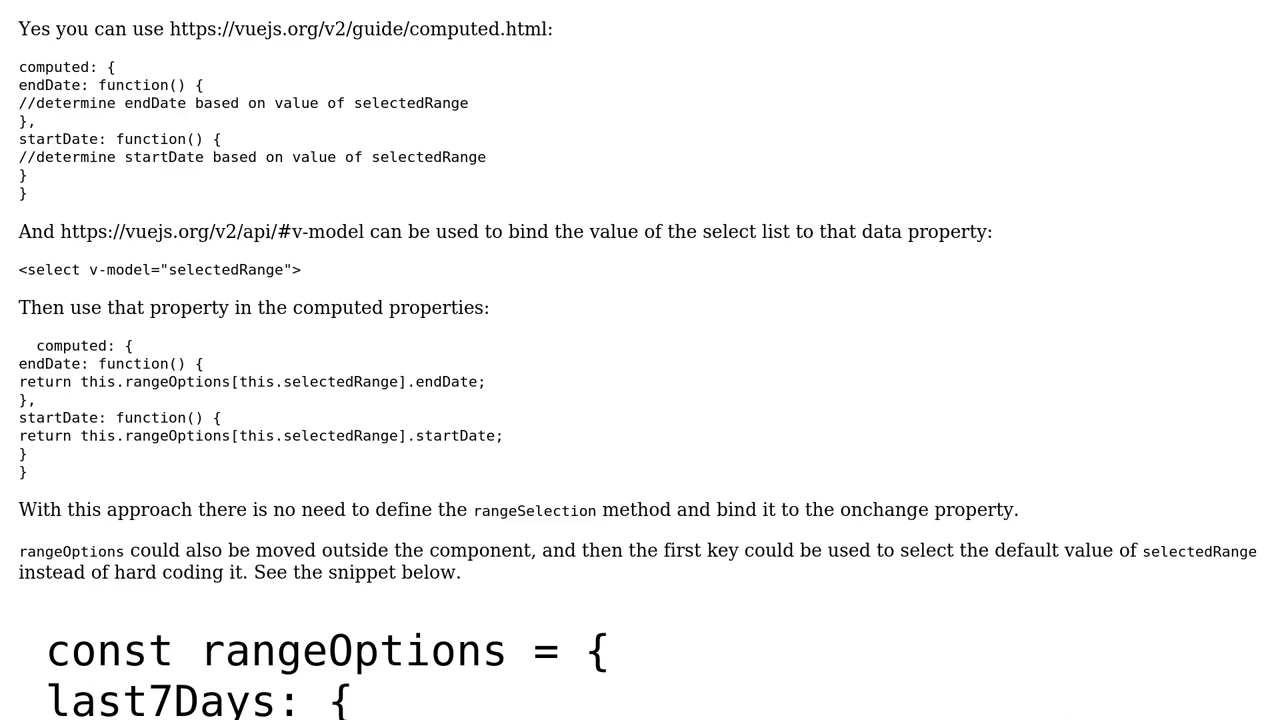 Yes you can use https://vuejs.org/v2/guide/computed.html:
computed: {
endDate: function() {
//determine endDate based on value of selectedRange
},
startDate: function() {
//determine startDate based on value of selectedRange
}
}
And https://vuejs.org/v2/api/#v-model can be used to bind the value of the select list to that data property:
<select v-model="selectedRange">
Then use that property in the computed properties:
computed: {
endDate: function() {
return this.rangeOptions[this.selectedRange].endDate;
},
startDate: function() {
return this.rangeOptions[this.selectedRange].startDate;
}
}
With this approach there is no need to define the rangeSelection method and bind it to the onchange property.
rangeOptions could also be moved outside the component, and then the first key could be used to select the default value of selectedRange
instead of hard coding it. See the snippet below.
const rangeOptions = {
last7Days: {